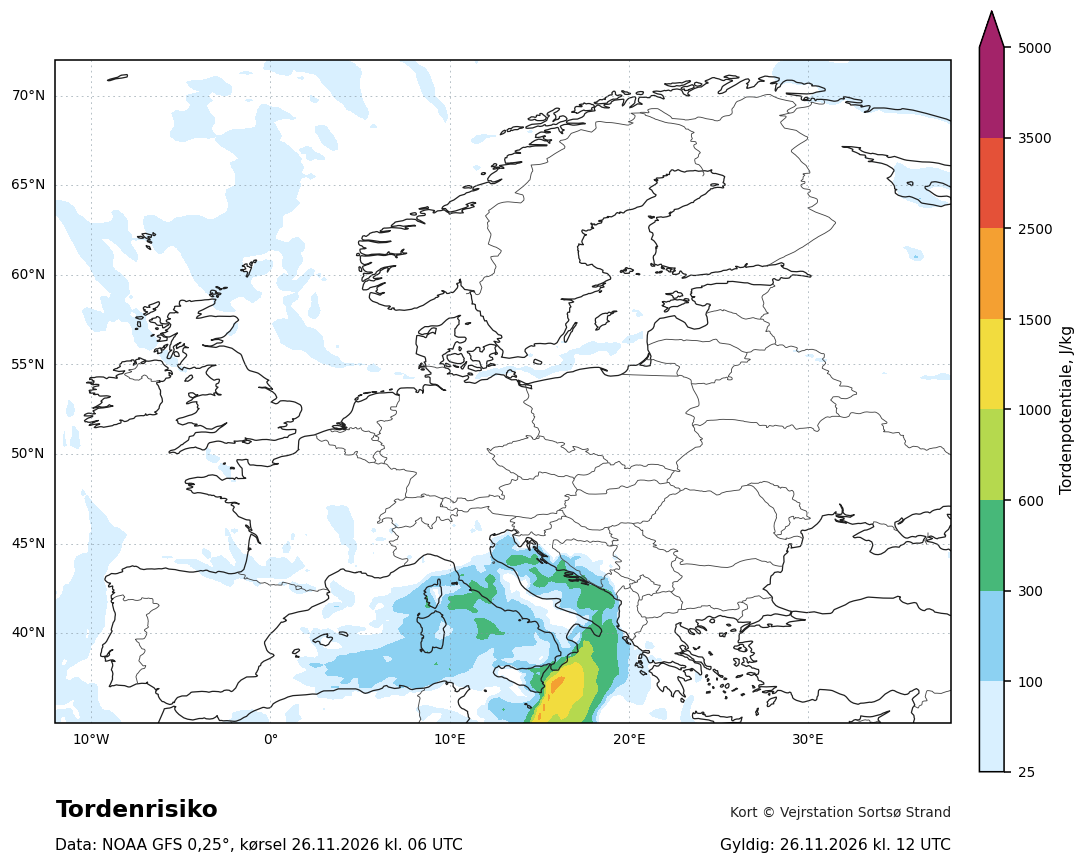 70°N
65°N
60°N
55°N
50°N
45°N
40°N
10°W
0°
10°E
20°E
30°E
5000
3500
2500
1500
1000
600
300
100
25
Tordenpotentiale, J/kg
Tordenrisiko
Kort © Vejrstation Sortsø Strand
Data: NOAA GFS 0,25°, kørsel 26.11.2026 kl. 06 UTC
Gyldig: 26.11.2026 kl. 12 UTC